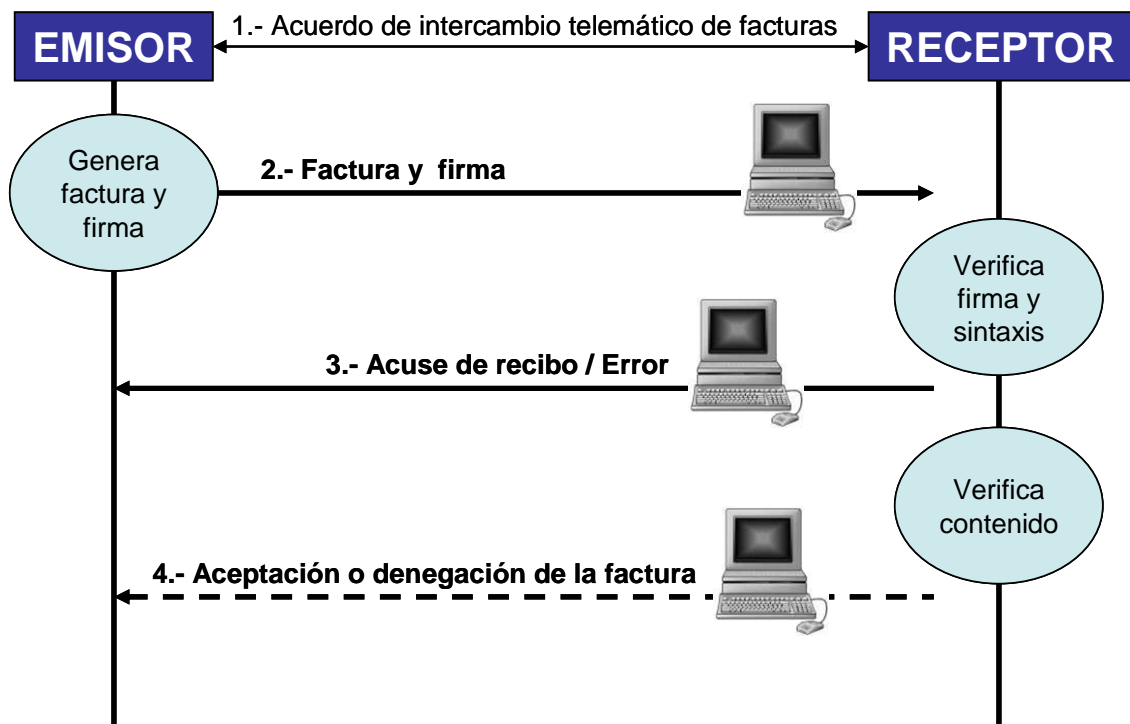 EMISOR
1.- Acuerdo de intercambio telemático de facturas
RECEPTOR
Genera
factura y
firma
2.- Factura y firma
Verifica
firma y
sintaxis
3.- Acuse de recibo / Error
Verifica
contenido
4.- Aceptación o denegación de la factura